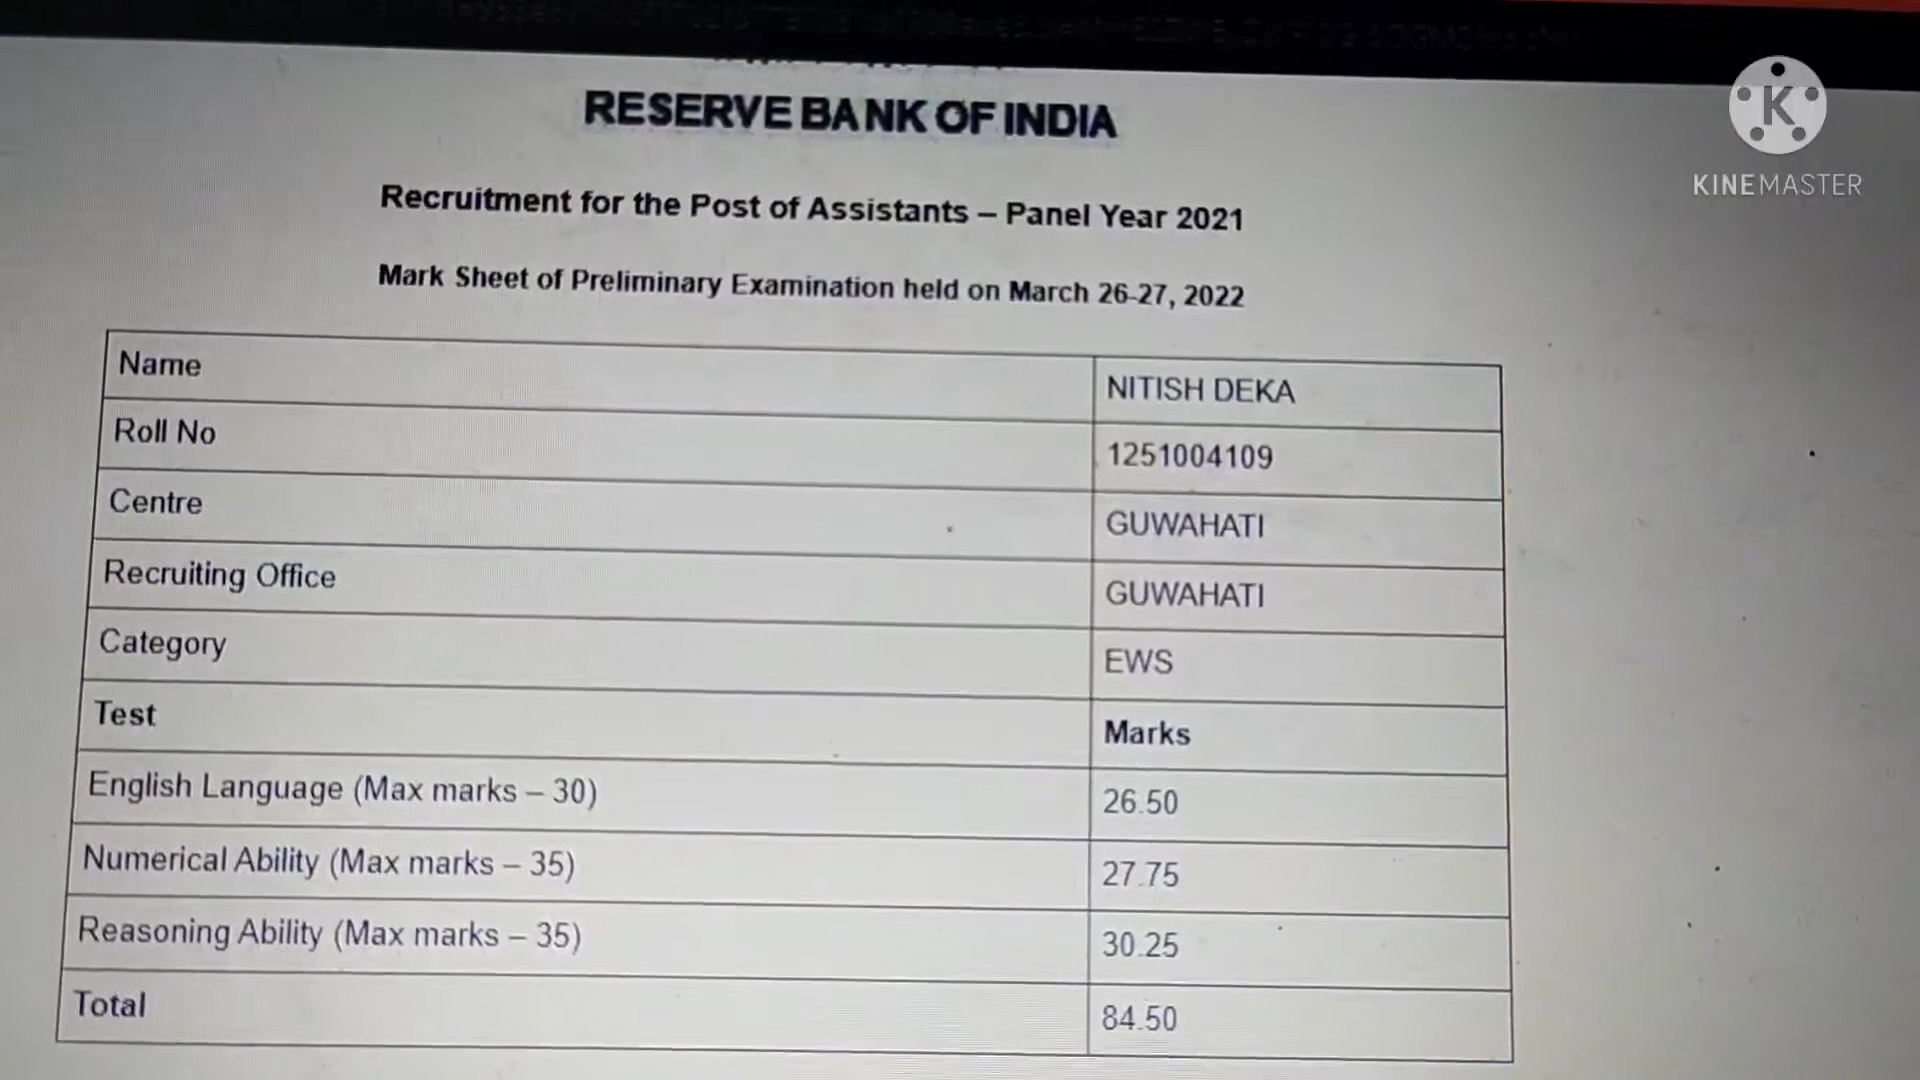 RESERVE BANK OF INDIA
KINEMASTER
Recruitment for the Post of Assistants – Panel Year 2021
Mark Sheet of Preliminary Examination held on March 26-27, 2022
Name NITISH DEKA
Roll No 1251004109
Centre GUWAHATI
Recruiting Office GUWAHATI
Category EWS
Test Marks
English Language (Max marks – 30) 26.50
Numerical Ability (Max marks – 35) 27.75
Reasoning Ability (Max marks – 35) 30.25
Total 84.50